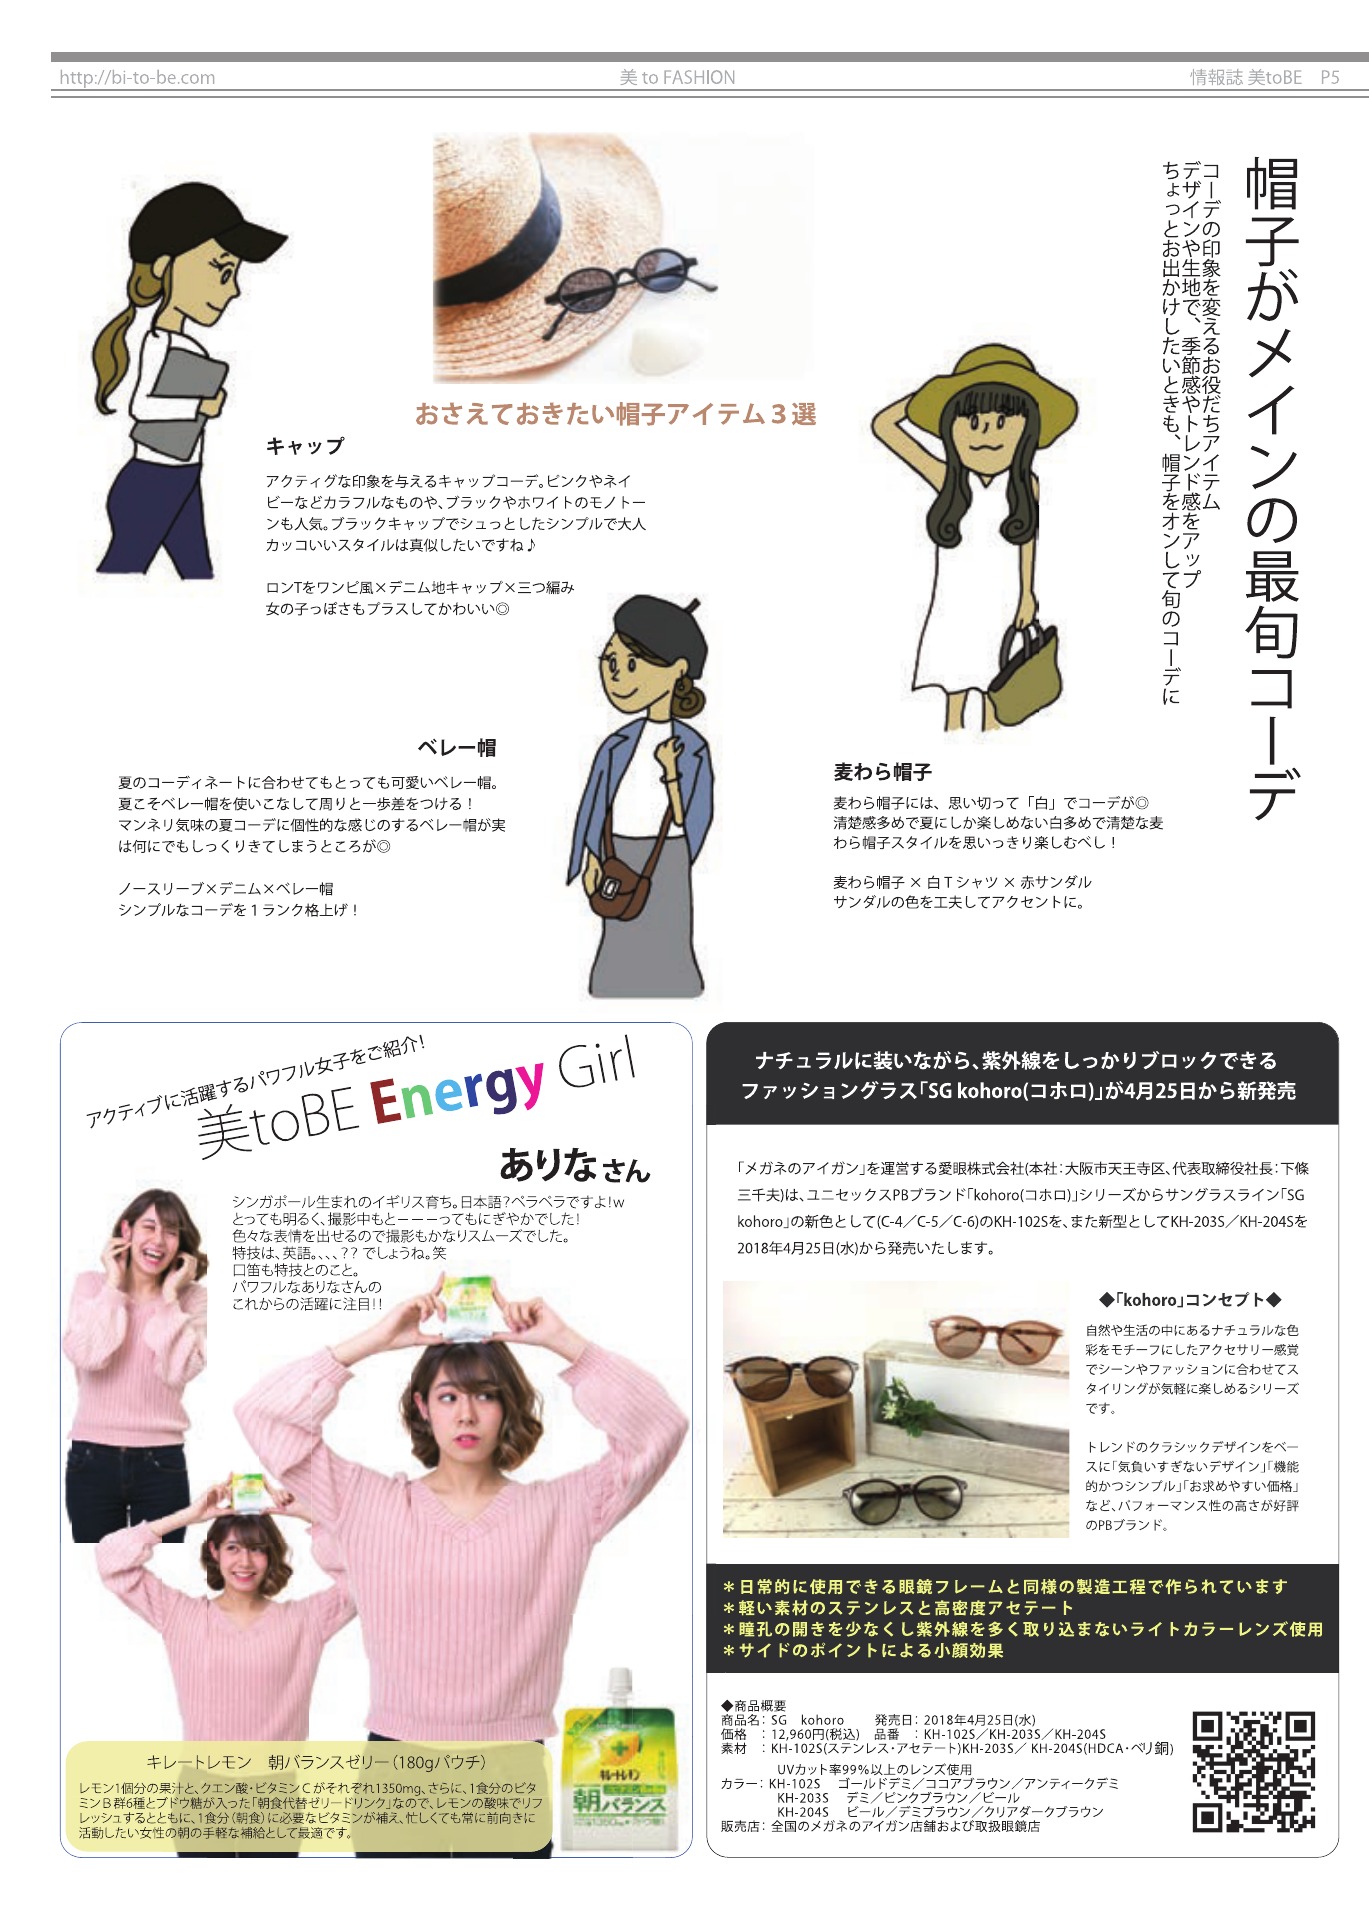 http://bi-to-be.com
美 to FASHION
情報誌 美toBE　P5
帽子がメインの最旬コーデ
コーデの印象を変えるお役だちアイテム
デザインや生地で、季節感やトレンド感をアップ
ちょっとお出かけしたいときも、帽子をオンして旬のコーデに
おさえておきたい帽子アイテム３選
キャップ
アクティグな印象を与えるキャップコーデ。ピンクやネイ
ビーなどカラフルなものや、ブラックやホワイトのモノトー
ンも人気。ブラックキャップでシュっとしたシンプルで大人
カッコいいスタイルは真似したいですね♪
ロンTをワンピ風×デニム地キャップ×三つ編み
女の子っぽさもプラスしてかわいい◎
ベレー帽
夏のコーディネートに合わせてもとっても可愛いベレー帽。
夏こそベレー帽を使いこなして周りと一歩差をつける！
マンネリ気味の夏コーデに個性的な感じのするベレー帽が実
は何にでもしっくりきてしまうところが◎
ノースリーブ×デニム×ベレー帽
シンプルなコーデを１ランク格上げ！
麦わら帽子
麦わら帽子には、思い切って「白」でコーデが◎
清楚感多めで夏にしか楽しめない白多めで清楚な麦
わら帽子スタイルを思いっきり楽しむべし！
麦わら帽子 × 白Ｔシャツ × 赤サンダル
サンダルの色を工夫してアクセントに。
アクティブに活躍するパワフル女子をご紹介!
美toBE Energy Girl
ありなさん
シンガポール生まれのイギリス育ち。日本語?ペラペラですよ!w
とっても明るく、撮影中もとーーーってもにぎやかでした!
色々な表情を出せるので撮影もかなりスムーズでした。
特技は、英語。、、、?? でしょうね。笑
口笛も特技とのこと。
パワフルなありなさんの
これからの活躍に注目!!
キレートレモン　朝バランスゼリー（180gパウチ）
レモン1個分の果汁と、クエン酸・ビタミンＣがそれぞれ1350mg、さらに、1食分のビタ
ミンＢ群6種とブドウ糖が入った「朝食代替ゼリードリンク」なので、レモンの酸味でリフ
レッシュするとともに、1食分（朝食）に必要なビタミンが補え、忙しくても常に前向きに
活動したい女性の朝の手軽な補給として最適です。
キレートレモン
朝バランス
ナチュラルに装いながら、紫外線をしっかりブロックできる
ファッショングラス「SG kohoro(コホロ)」が4月25日から新発売
「メガネのアイガン」を運営する愛眼株式会社(本社：大阪市天王寺区、代表取締役社長：下條
三千夫)は、ユニセックスPBブランド「kohoro(コホロ)」シリーズからサングラスライン「SG
kohoro」の新色として(C-4／C-5／C-6)のKH-102Sを、また新型としてKH-203S／KH-204Sを
2018年4月25日(水)から発売いたします。
◆「kohoro」コンセプト◆
自然や生活の中にあるナチュラルな色
彩をモチーフにしたアクセサリー感覚
でシーンやファッションに合わせてス
タイリングが気軽に楽しめるシリーズ
です。
トレンドのクラシックデザインをベー
スに「気負いすぎないデザイン」「機能
的かつシンプル」「お求めやすい価格」
など、パフォーマンス性の高さが好評
のPBブランド。
＊日常的に使用できる眼鏡フレームと同様の製造工程で作られています
＊軽い素材のステンレスと高密度アセテート
＊瞳孔の開きを少なくし紫外線を多く取り込まないライトカラーレンズ使用
＊サイドのポイントによる小顔効果
◆商品概要
商品名：SG　kohoro　　発売日：2018年4月25日(水)
価格　：12,960円(税込)　品番　：KH-102S／KH-203S／KH-204S
素材　：KH-102S(ステンレス・アセテート)KH-203S／ KH-204S(HDCA・ベリ銅)
UVカット率99%以上のレンズ使用
カラー：KH-102S　ゴールドデミ／ココアブラウン／アンティークデミ
KH-203S　デミ／ピンクブラウン／ピール
KH-204S　ピール／デミブラウン／クリアダークブラウン
販売店：全国のメガネのアイガン店舗および取扱眼鏡店